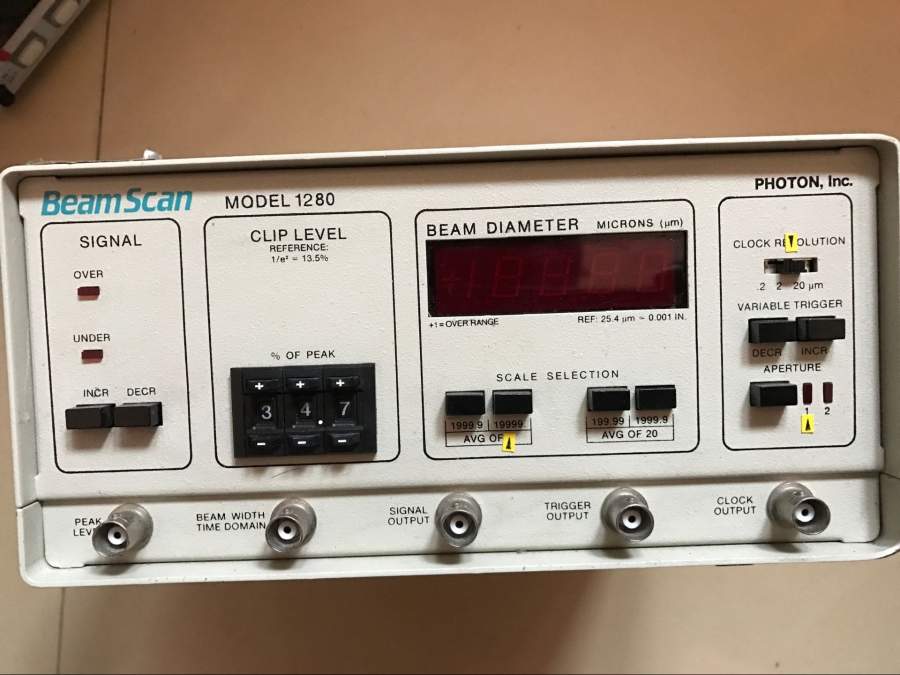 BeamScan
MODEL 1280
PHOTON, Inc.
SIGNAL
OVER
UNDER
INCR DECR
CLIP LEVEL
REFERENCE:
1/e² = 13.5%
% OF PEAK
+ + +
3 4 . 7
− − −
BEAM DIAMETER MICRONS (µm)
+1 = OVER RANGE REF: 25.4 µm = 0.001 IN.
SCALE SELECTION
1999.9 19999.
AVG OF
199.99 1999.9
AVG OF 20
CLOCK
.2 2 20 µm
VARIABLE TRIGGER
DECR INCR
APERTURE
1 2
PEAK
BEAM WIDTH
TIME DOMAIN
SIGNAL
OUTPUT
TRIGGER
OUTPUT
CLOCK
OUTPUT